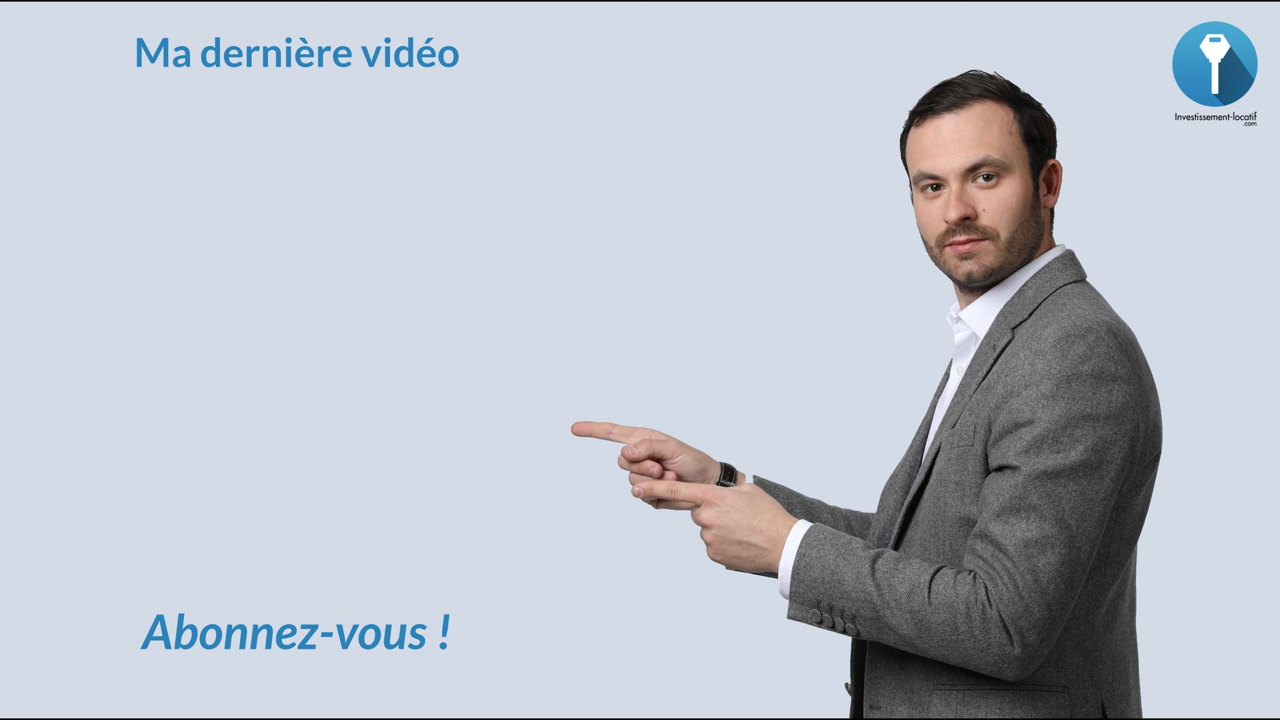 Ma dernière vidéo
Investissement-locatif
.com
Abonnez-vous !